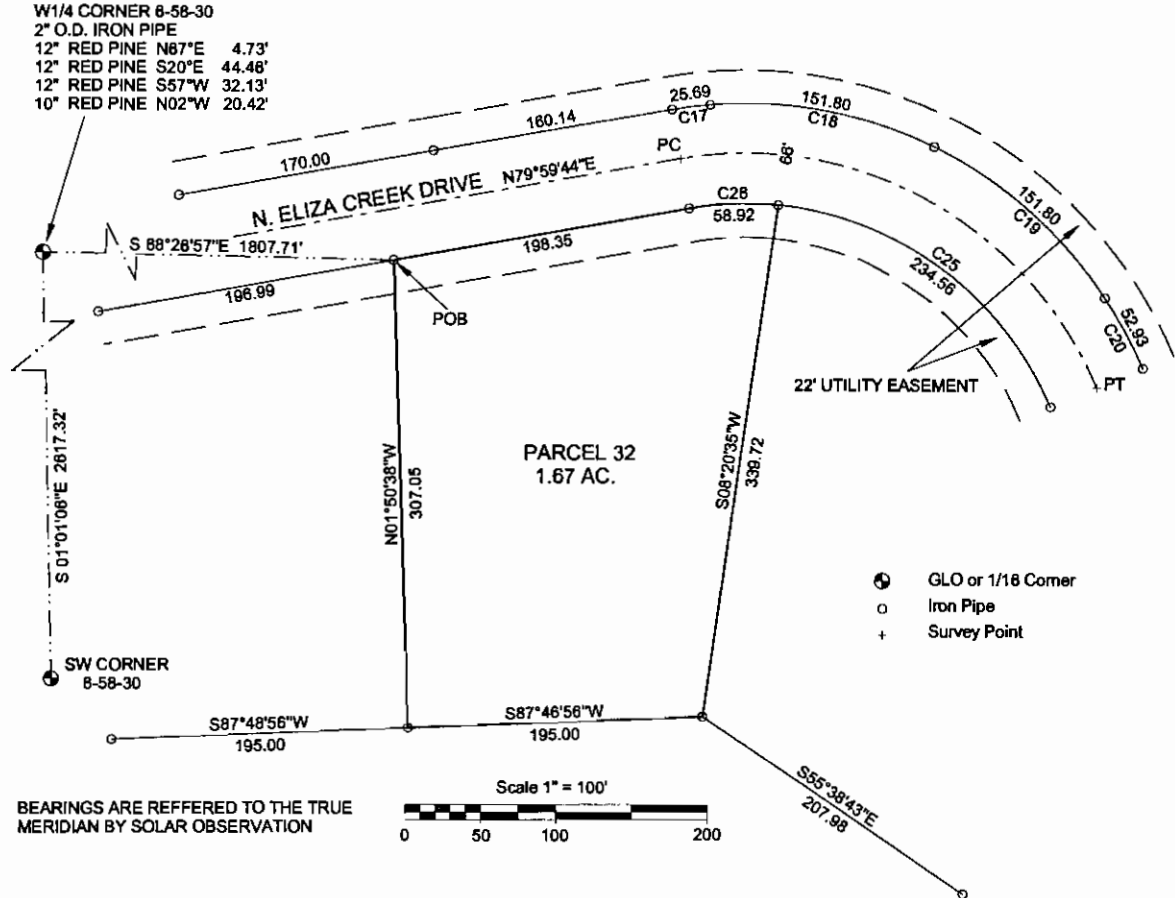 W1/4 CORNER 6-58-30
2" O.D. IRON PIPE
12" RED PINE N67°E 4.73'
12" RED PINE S20°E 44.46'
12" RED PINE S57°W 32.13'
10" RED PINE N02°W 20.42'
170.00
160.14
25.69
C17
151.80
C18
PC
68'
N. ELIZA CREEK DRIVE N79°59'44"E
C26
58.92
151.80
C19
S 88°26'57"E 1807.71'
198.35
C25
234.56
196.99
POB
52.93
C20
22' UTILITY EASEMENT
PT
S 01°01'06"E 2617.32'
N01°50'38"W
307.05
PARCEL 32
1.67 AC.
S08°20'35"W
339.72
GLO or 1/16 Corner
Iron Pipe
Survey Point
SW CORNER
6-58-30
S87°48'56"W
195.00
S87°46'56"W
195.00
S55°38'43"E
207.98
BEARINGS ARE REFFERED TO THE TRUE
MERIDIAN BY SOLAR OBSERVATION
Scale 1" = 100'
0 50 100 200